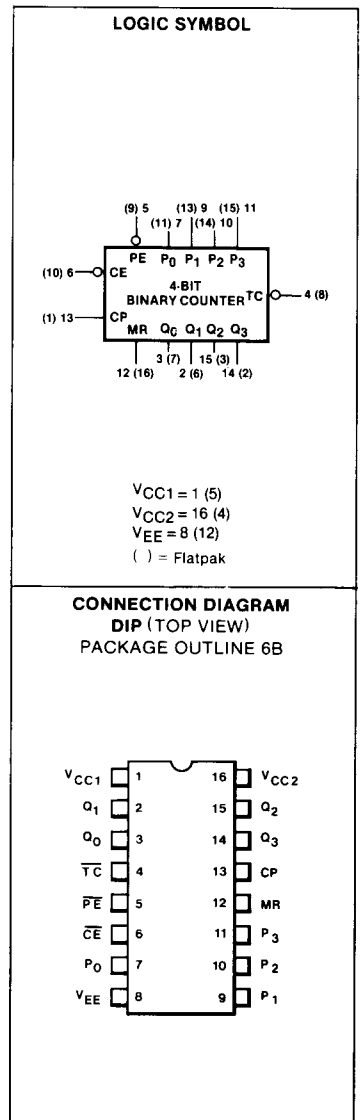 LOGIC SYMBOL
(9) 5 (13) 9 (15) 11
(11) 7 (14) 10
PE P0 P1 P2 P3
(10) 6 CE
4-BIT
BINARY COUNTER TC 4 (8)
(1) 13 CP
MR Q0 Q1 Q2 Q3
3 (7) 15 (3)
12 (16) 2 (6) 14 (2)
VCC1 = 1 (5)
VCC2 = 16 (4)
VEE = 8 (12)
( ) = Flatpak
CONNECTION DIAGRAM
DIP (TOP VIEW)
PACKAGE OUTLINE 6B
VCC1 1 16 VCC2
Q1 2 15 Q2
Q0 3 14 Q3
TC 4 13 CP
PE 5 12 MR
CE 6 11 P3
P0 7 10 P2
VEE 8 9 P1